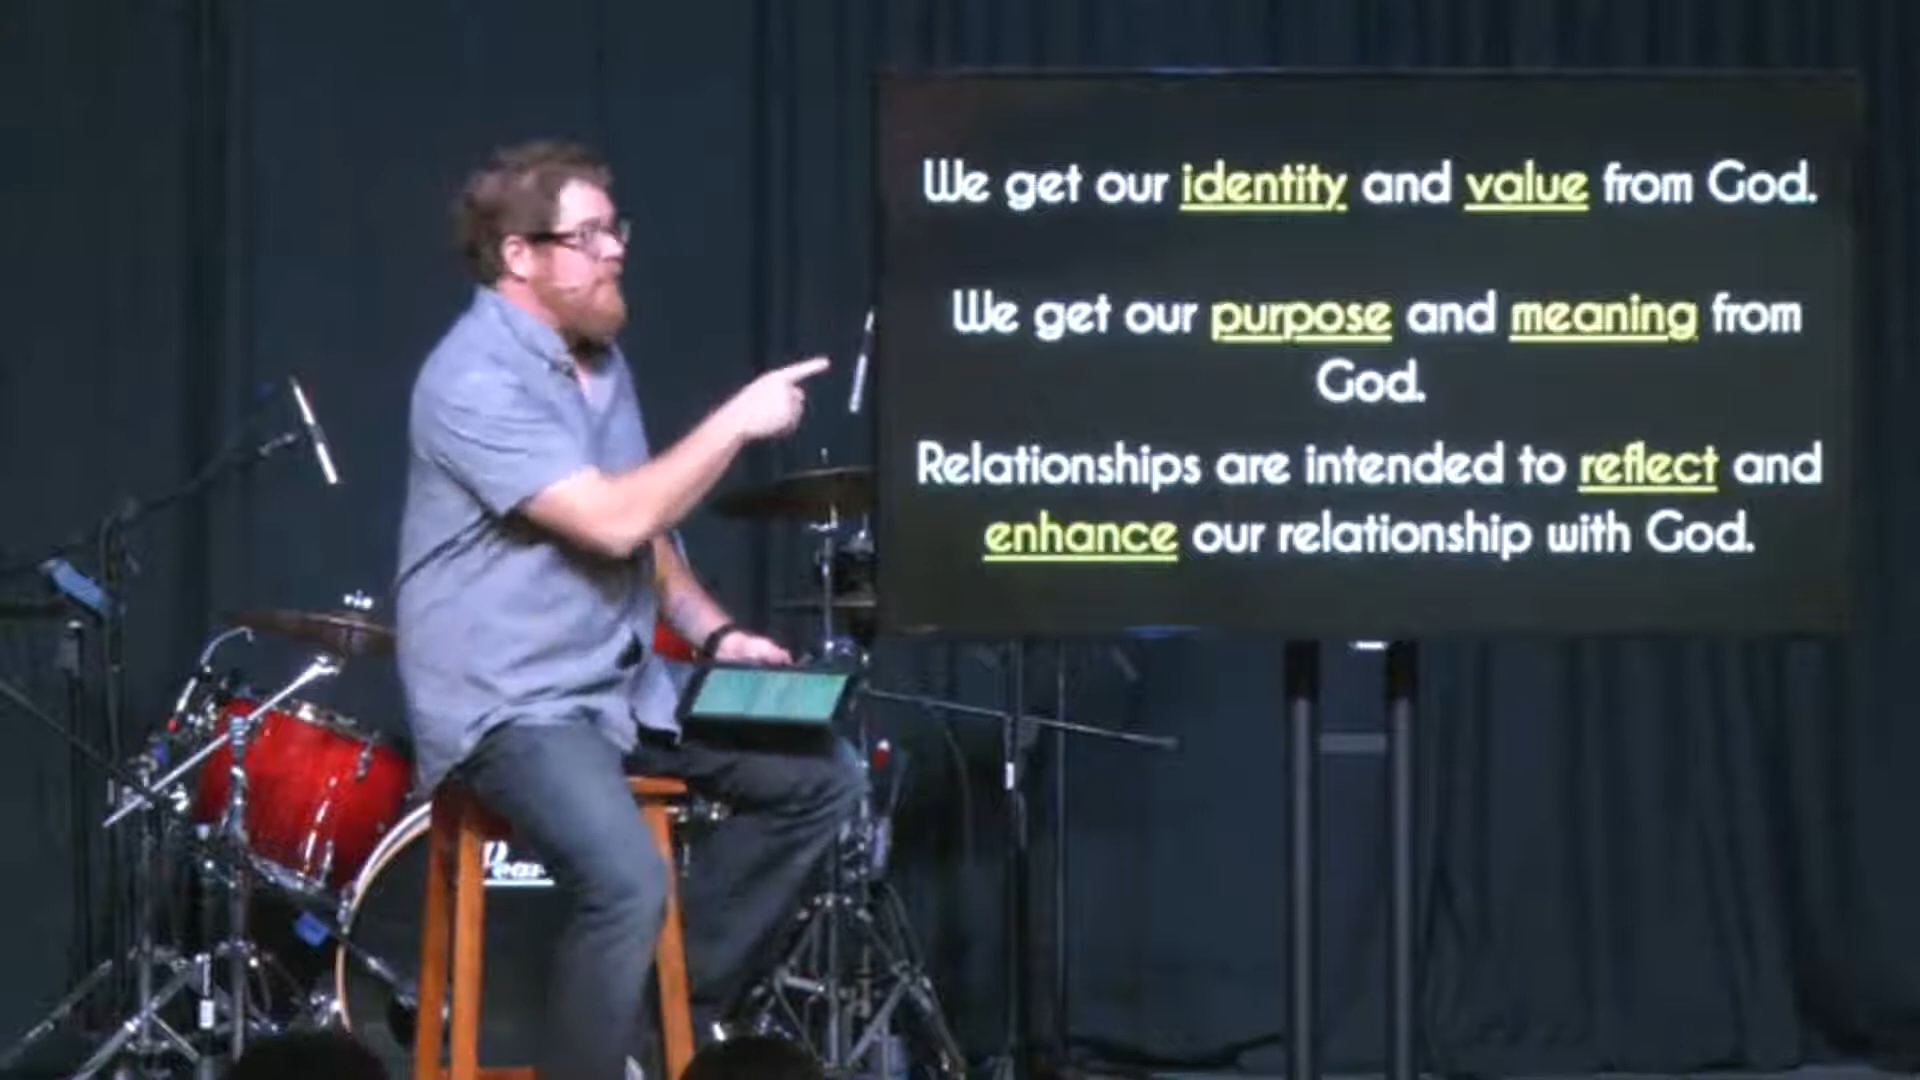 We get our identity and value from God.
We get our purpose and meaning from
God.
Relationships are intended to reflect and
enhance our relationship with God.